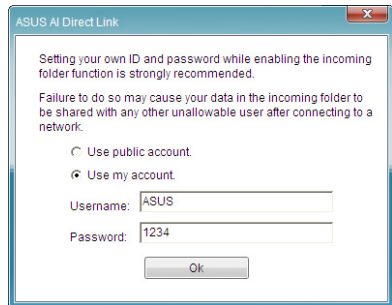 ASUS AI Direct Link
Setting your own ID and password while enabling the incoming
folder function is strongly recommended.
Failure to do so may cause your data in the incoming folder to
be shared with any other unallowable user after connecting to a
network.
Use public account.
Use my account.
Username: ASUS
Password: 1234
Ok